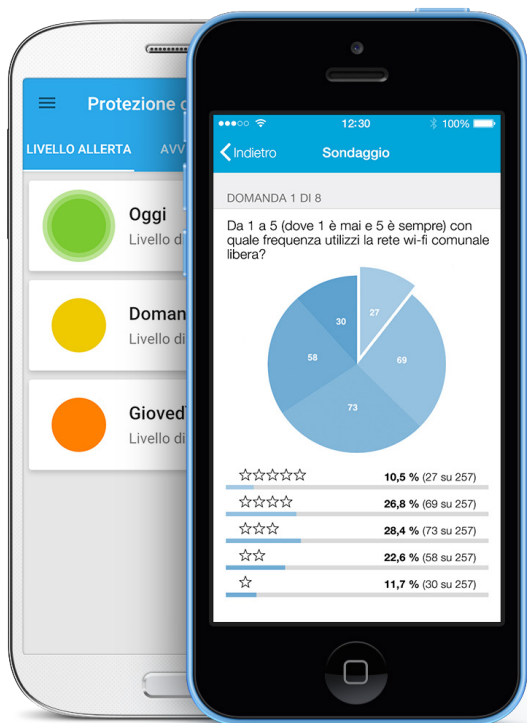 Protezione
LIVELLO ALLERTA
Oggi
Livello
Livello
Livello di
12:30
100%
Indietro
Sondaggio
DOMANDA 1 DI 8
Da 1 a 5 (dove 1 è mai e 5 è sempre) con
quale frequenza utilizzi la rete wi-fi comunale
libera?
27
30
69
58
73
10,5 % (27 su 257)
26,8 % (69 su 257)
28,4 % (73 su 257)
22,6 % (58 su 257)
11,7 % (30 su 257)